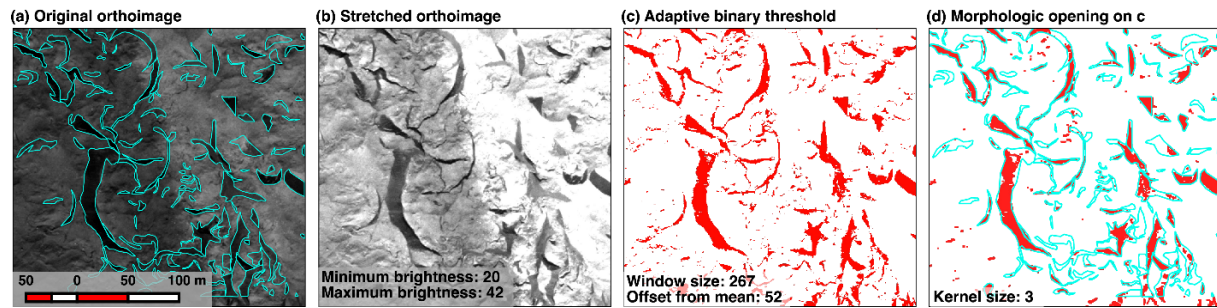 (a) Original orthoimage
50 0 50 100 m
(b) Stretched orthoimage
Minimum brightness: 20
Maximum brightness: 42
(c) Adaptive binary threshold
Window size: 267
Offset from mean: 52
(d) Morphologic opening on c
Kernel size: 3